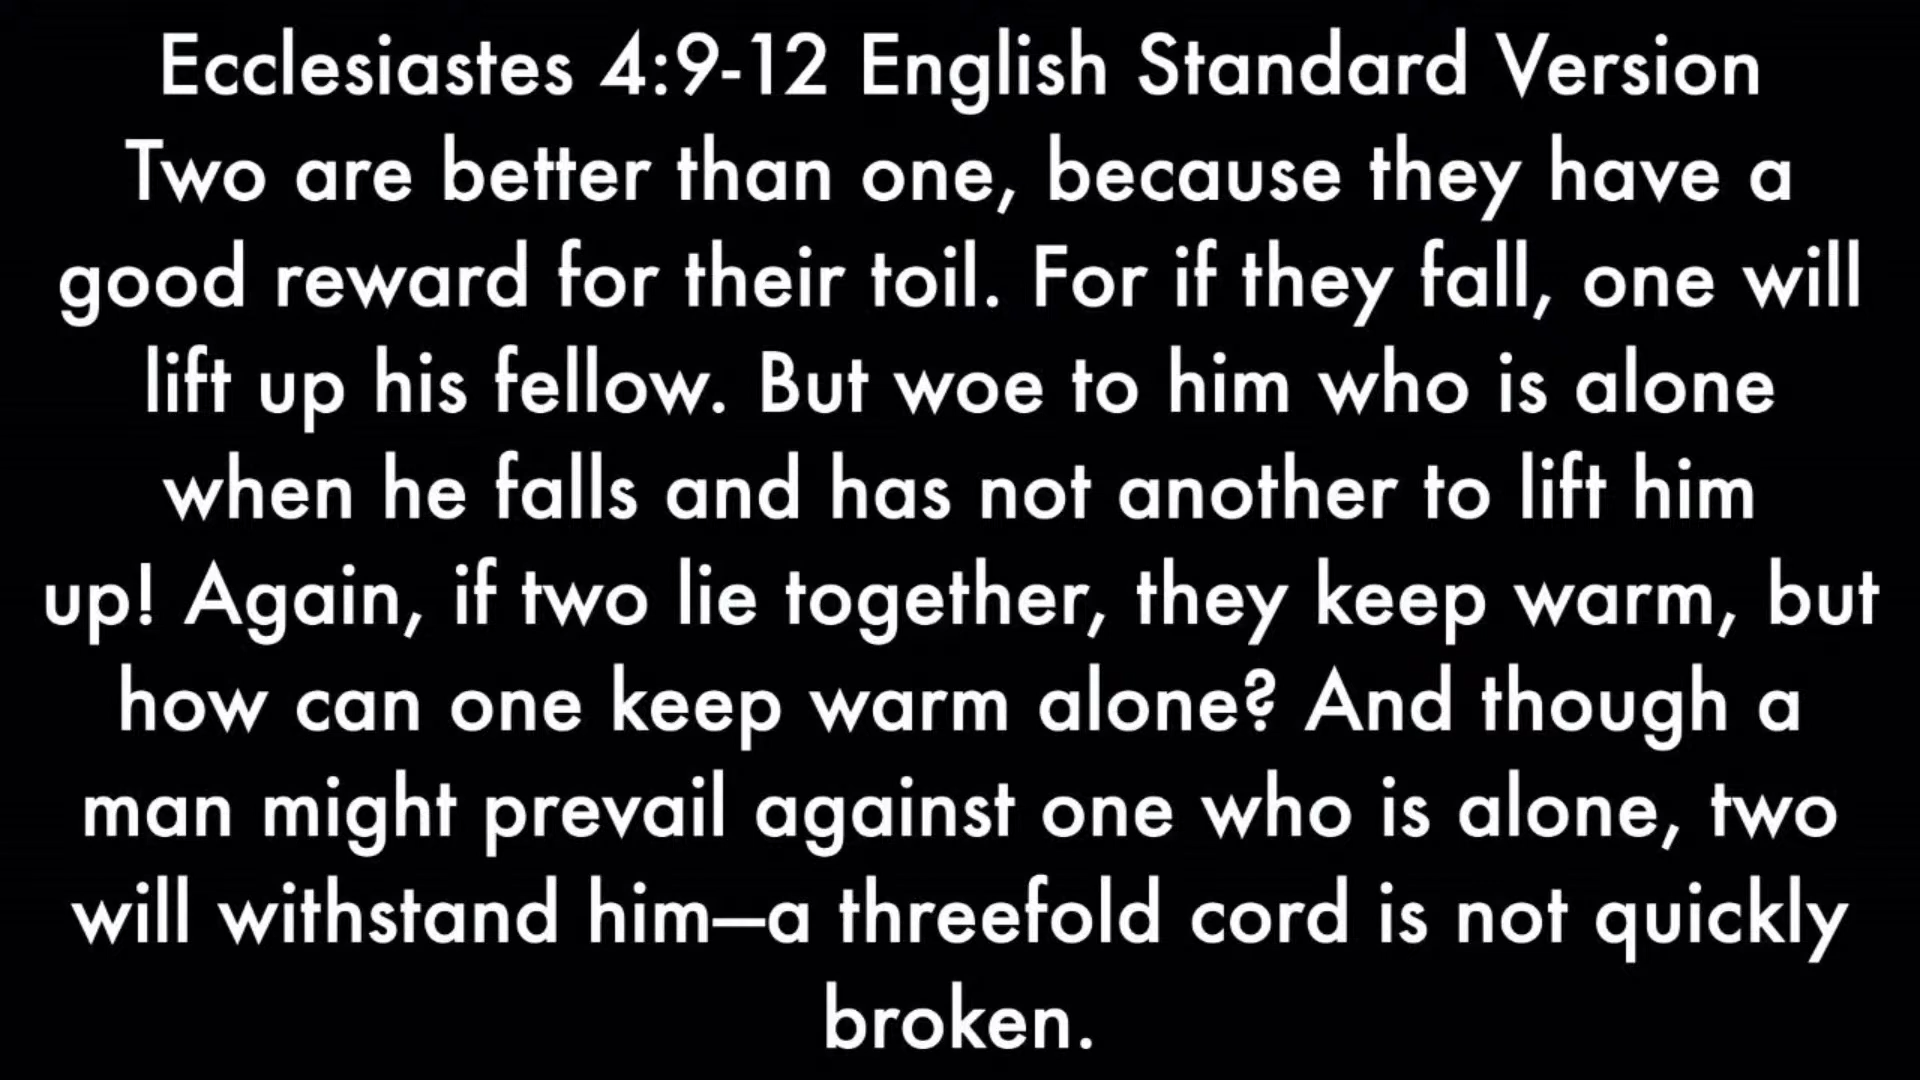 Ecclesiastes 4:9-12 English Standard Version
Two are better than one, because they have a
good reward for their toil. For if they fall, one will
lift up his fellow. But woe to him who is alone
when he falls and has not another to lift him
up! Again, if two lie together, they keep warm, but
how can one keep warm alone? And though a
man might prevail against one who is alone, two
will withstand him—a threefold cord is not quickly
broken.